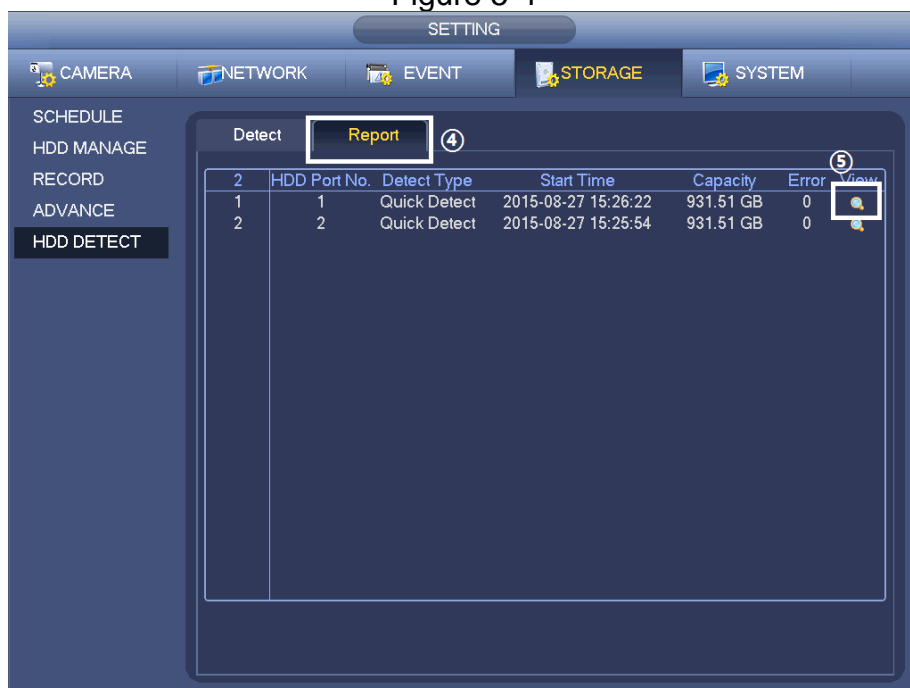 SETTING
CAMERA NETWORK EVENT STORAGE SYSTEM
SCHEDULE
HDD MANAGE
RECORD
ADVANCE
HDD DETECT
Detect Report ④
⑤
2 HDD Port No. Detect Type Start Time Capacity Error View
1 1 Quick Detect 2015-08-27 15:26:22 931.51 GB 0
2 2 Quick Detect 2015-08-27 15:25:54 931.51 GB 0